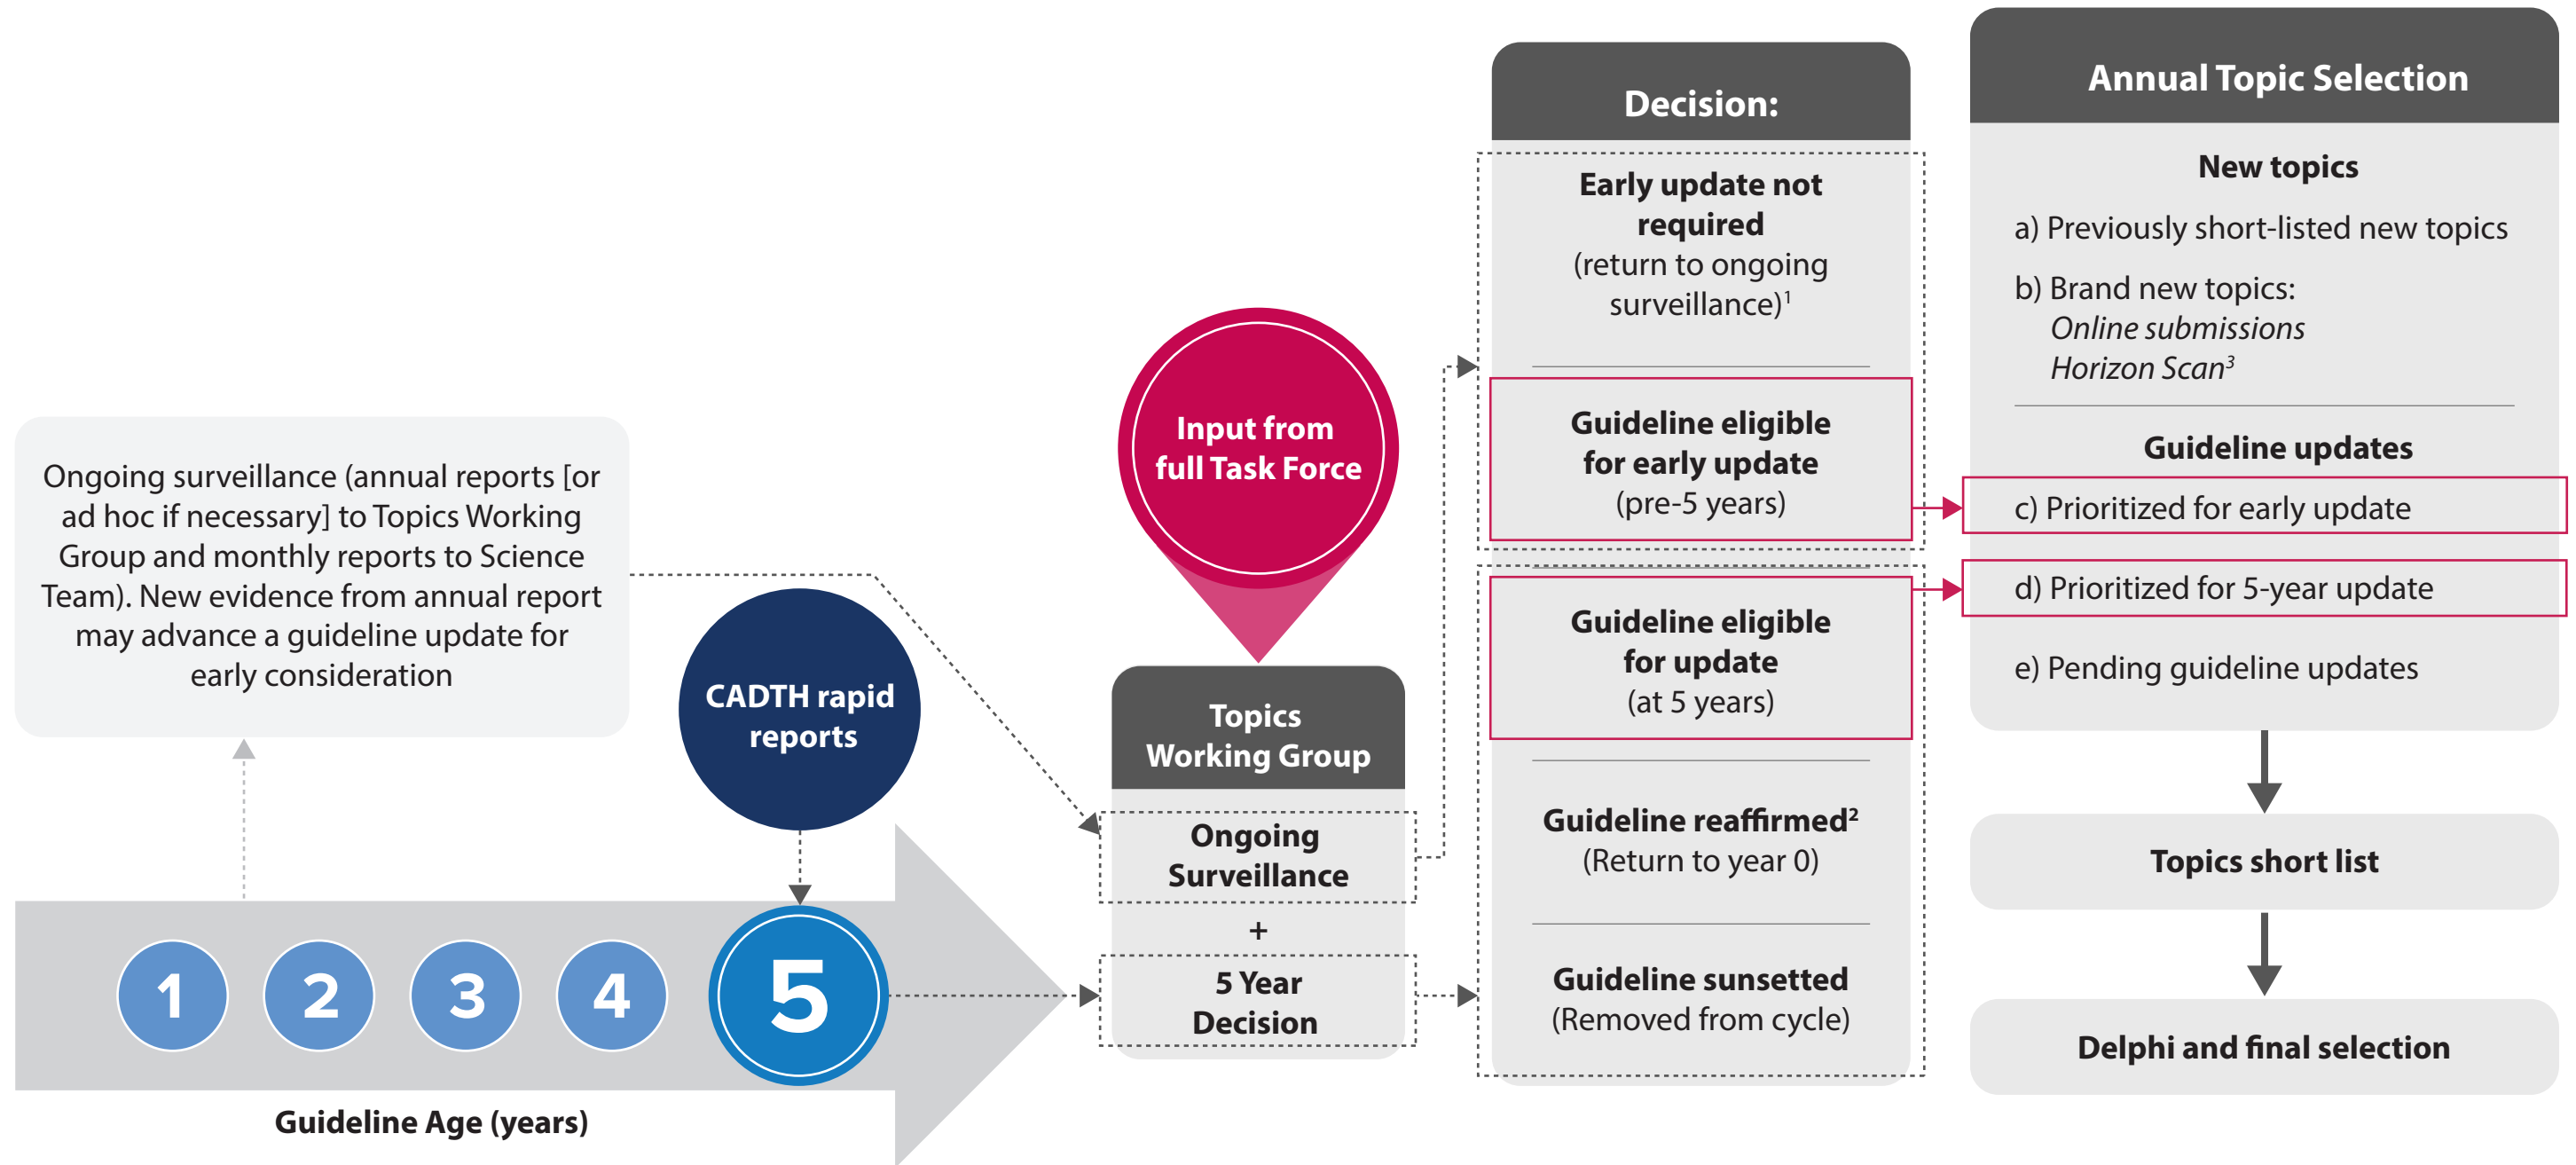 Ongoing surveillance (annual reports [or
ad hoc if necessary] to Topics Working
Group and monthly reports to Science
Team). New evidence from annual report
may advance a guideline update for
early consideration
CADTH rapid
reports
1
2
3
4
5
Guideline Age (years)
Input from
full Task Force
Topics
Working Group
Ongoing
Surveillance
+
5 Year
Decision
Decision:
Early update not
required
(return to ongoing
surveillance)¹
Guideline eligible
for early update
(pre-5 years)
Guideline eligible
for update
(at 5 years)
Guideline reaffirmed²
(Return to year 0)
Guideline sunsetted
(Removed from cycle)
Annual Topic Selection
New topics
a) Previously short-listed new topics
b) Brand new topics:
Online submissions
Horizon Scan³
Guideline updates
c) Prioritized for early update
d) Prioritized for 5-year update
e) Pending guideline updates
Topics short list
Delphi and final selection